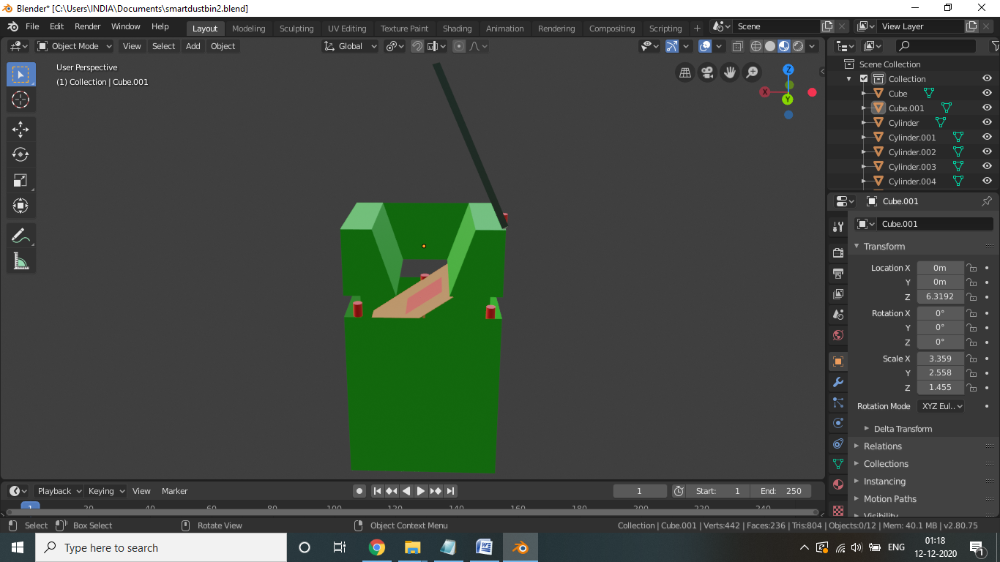 Blender* [C:\Users\INDIA\Documents\smartdustbin2.blend]
File Edit Render Window Help Layout Modeling Sculpting UV Editing Texture Paint Shading Animation Rendering Compositing Scripting + Scene View Layer
Object Mode View Select Add Object Global
User Perspective
(1) Collection | Cube.001
Z
X
Y
Scene Collection
Collection
Cube
Cube.001
Cylinder
Cylinder.001
Cylinder.002
Cylinder.003
Cylinder.004
Cube.001
Cube.001
Transform
Location X 0m
Y 0m
Z 6.3192
Rotation X 0°
Y 0°
Z 0°
Scale X 3.359
Y 2.558
Z 1.455
Rotation Mode XYZ Eul..
Delta Transform
Relations
Collections
Instancing
Motion Paths
Visibility
Playback Keying View Marker 1 Start: 1 End: 250
1 20 40 60 80 100 120 140 160 180 200 220 240
Select Box Select Rotate View Object Context Menu Collection | Cube.001 | Verts:442 | Faces:236 | Tris:804 | Objects:0/12 | Mem: 40.1 MB | v2.80.75
Type here to search ENG 01:18
12-12-2020 1